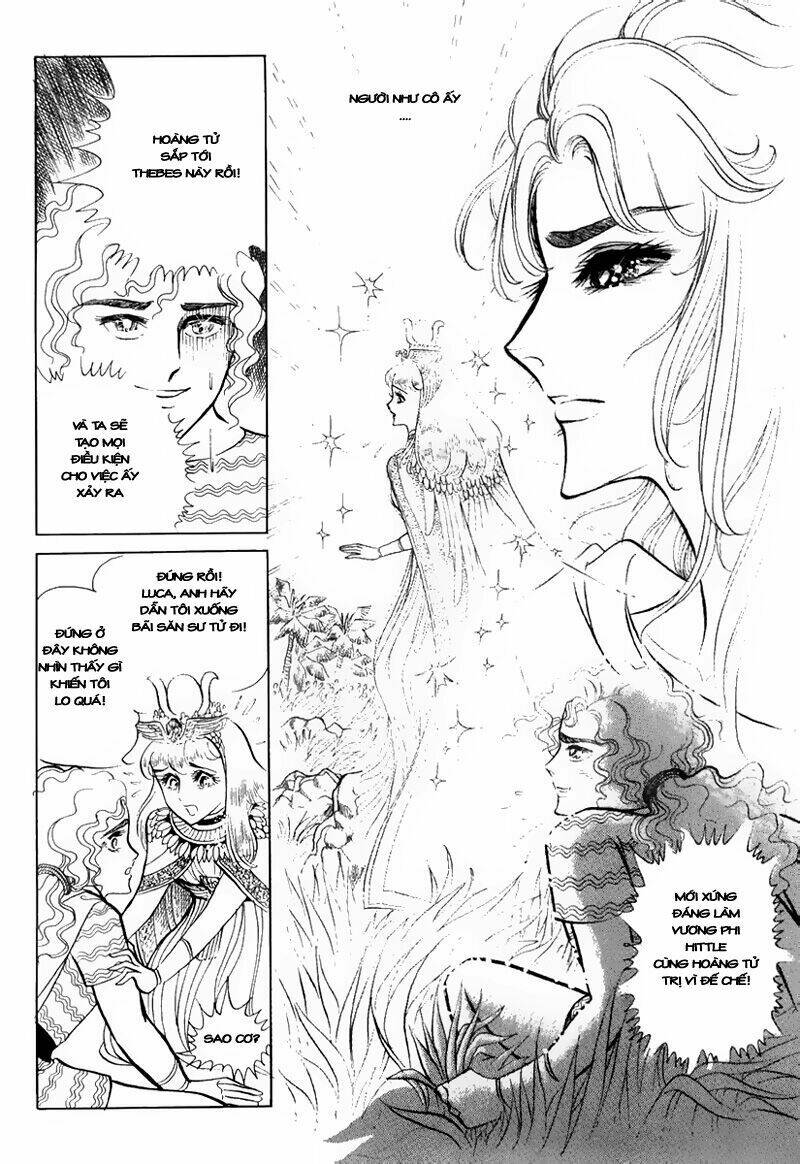 NGƯỜI NHƯ CÔ ẤY
....
MỚI XỨNG
ĐÁNG LÀM
VƯƠNG PHI
HITTLE
CÙNG HOÀNG TỬ
TRỊ VÌ ĐẾ CHẾ!
HOÀNG TỬ
SẮP TỚI
THEBES NÀY RỒI!
VÀ TA SẼ
TẠO MỌI
ĐIỀU KIỆN
CHO VIỆC ẤY
XẢY RA
ĐÚNG RỒI!
LUCA, ANH HÃY
DẪN TÔI XUỐNG
BÃI SĂN SƯ TỬ ĐI!
ĐỨNG Ở
ĐÂY KHÔNG
NHÌN THẤY GÌ
KHIẾN TÔI
LO QUÁ!
SAO CƠ?